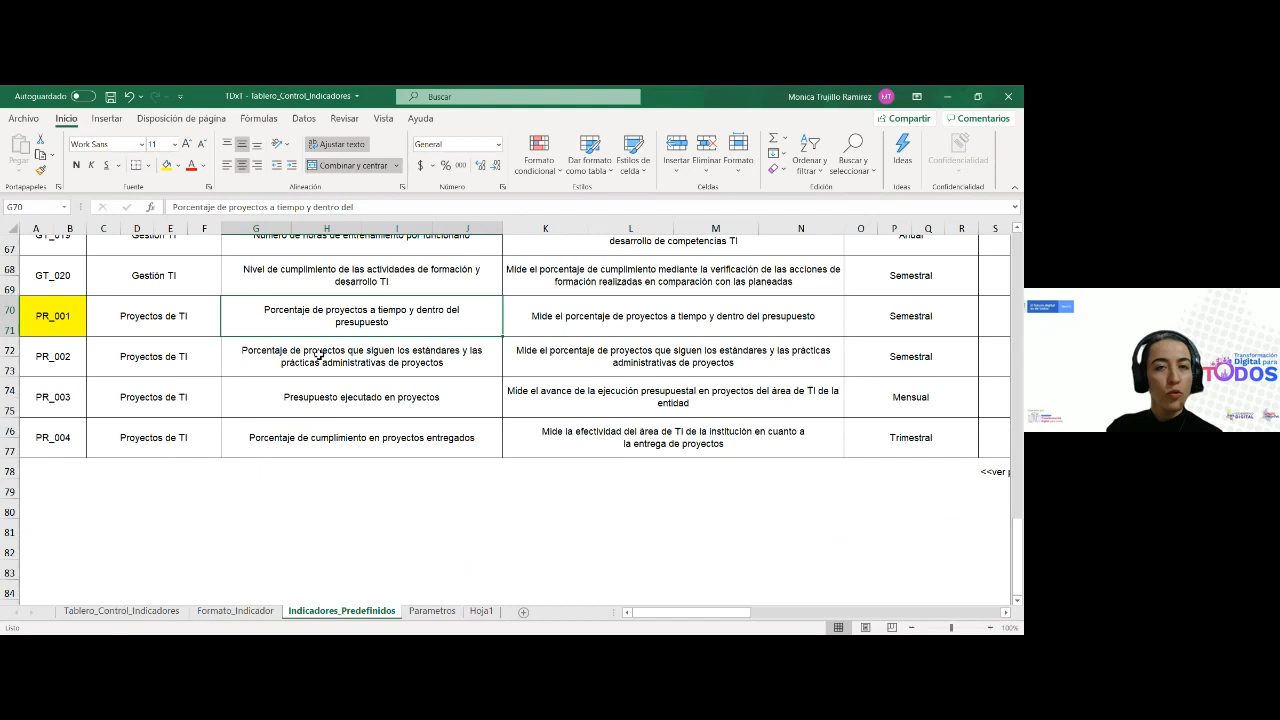 Autoguardado
TDxT - Tablero_Control_Indicadores
Buscar
Monica Trujillo Ramirez
MT
Archivo Inicio Insertar Disposición de página Fórmulas Datos Revisar Vista Ayuda
Compartir Comentarios
Pegar
Work Sans 11
N K S
Ajustar texto
Combinar y centrar
General
$ % 000
Formato condicional
Dar formato como tabla
Estilos de celda
Insertar Eliminar Formato
Ordenar y filtrar
Buscar y seleccionar
Ideas
Confidencialidad
Portapapeles Fuente Alineación Número Estilos Celdas Edición Ideas Confidencialidad
G70 fx Porcentaje de proyectos a tiempo y dentro del
A B C D E F G H I J K L M N O P Q R S
67 GT_019 Gestión TI Número de horas de entrenamiento por funcionario desarrollo de competencias TI Anual
68
69
GT_020 Gestión TI
Nivel de cumplimiento de las actividades de formación y
desarrollo TI
Mide el porcentaje de cumplimiento mediante la verificación de las acciones de
formación realizadas en comparación con las planeadas
Semestral
70
71
PR_001 Proyectos de TI
Porcentaje de proyectos a tiempo y dentro del
presupuesto
Mide el porcentaje de proyectos a tiempo y dentro del presupuesto
Semestral
72
73
PR_002 Proyectos de TI
Porcentaje de proyectos que siguen los estándares y las
prácticas administrativas de proyectos
Mide el porcentaje de proyectos que siguen los estándares y las prácticas
administrativas de proyectos
Semestral
74
75
PR_003 Proyectos de TI
Presupuesto ejecutado en proyectos
Mide el avance de la ejecución presupuestal en proyectos del área de TI de la
entidad
Mensual
76
77
PR_004 Proyectos de TI
Porcentaje de cumplimiento en proyectos entregados
Mide la efectividad del área de TI de la institución en cuanto a
la entrega de proyectos
Trimestral
78 <<ver p
79
80
81
82
83
84
Tablero_Control_Indicadores Formato_Indicador Indicadores_Predefinidos Parametros Hoja1
Listo
100%
Transformación
Digital para
TODOS